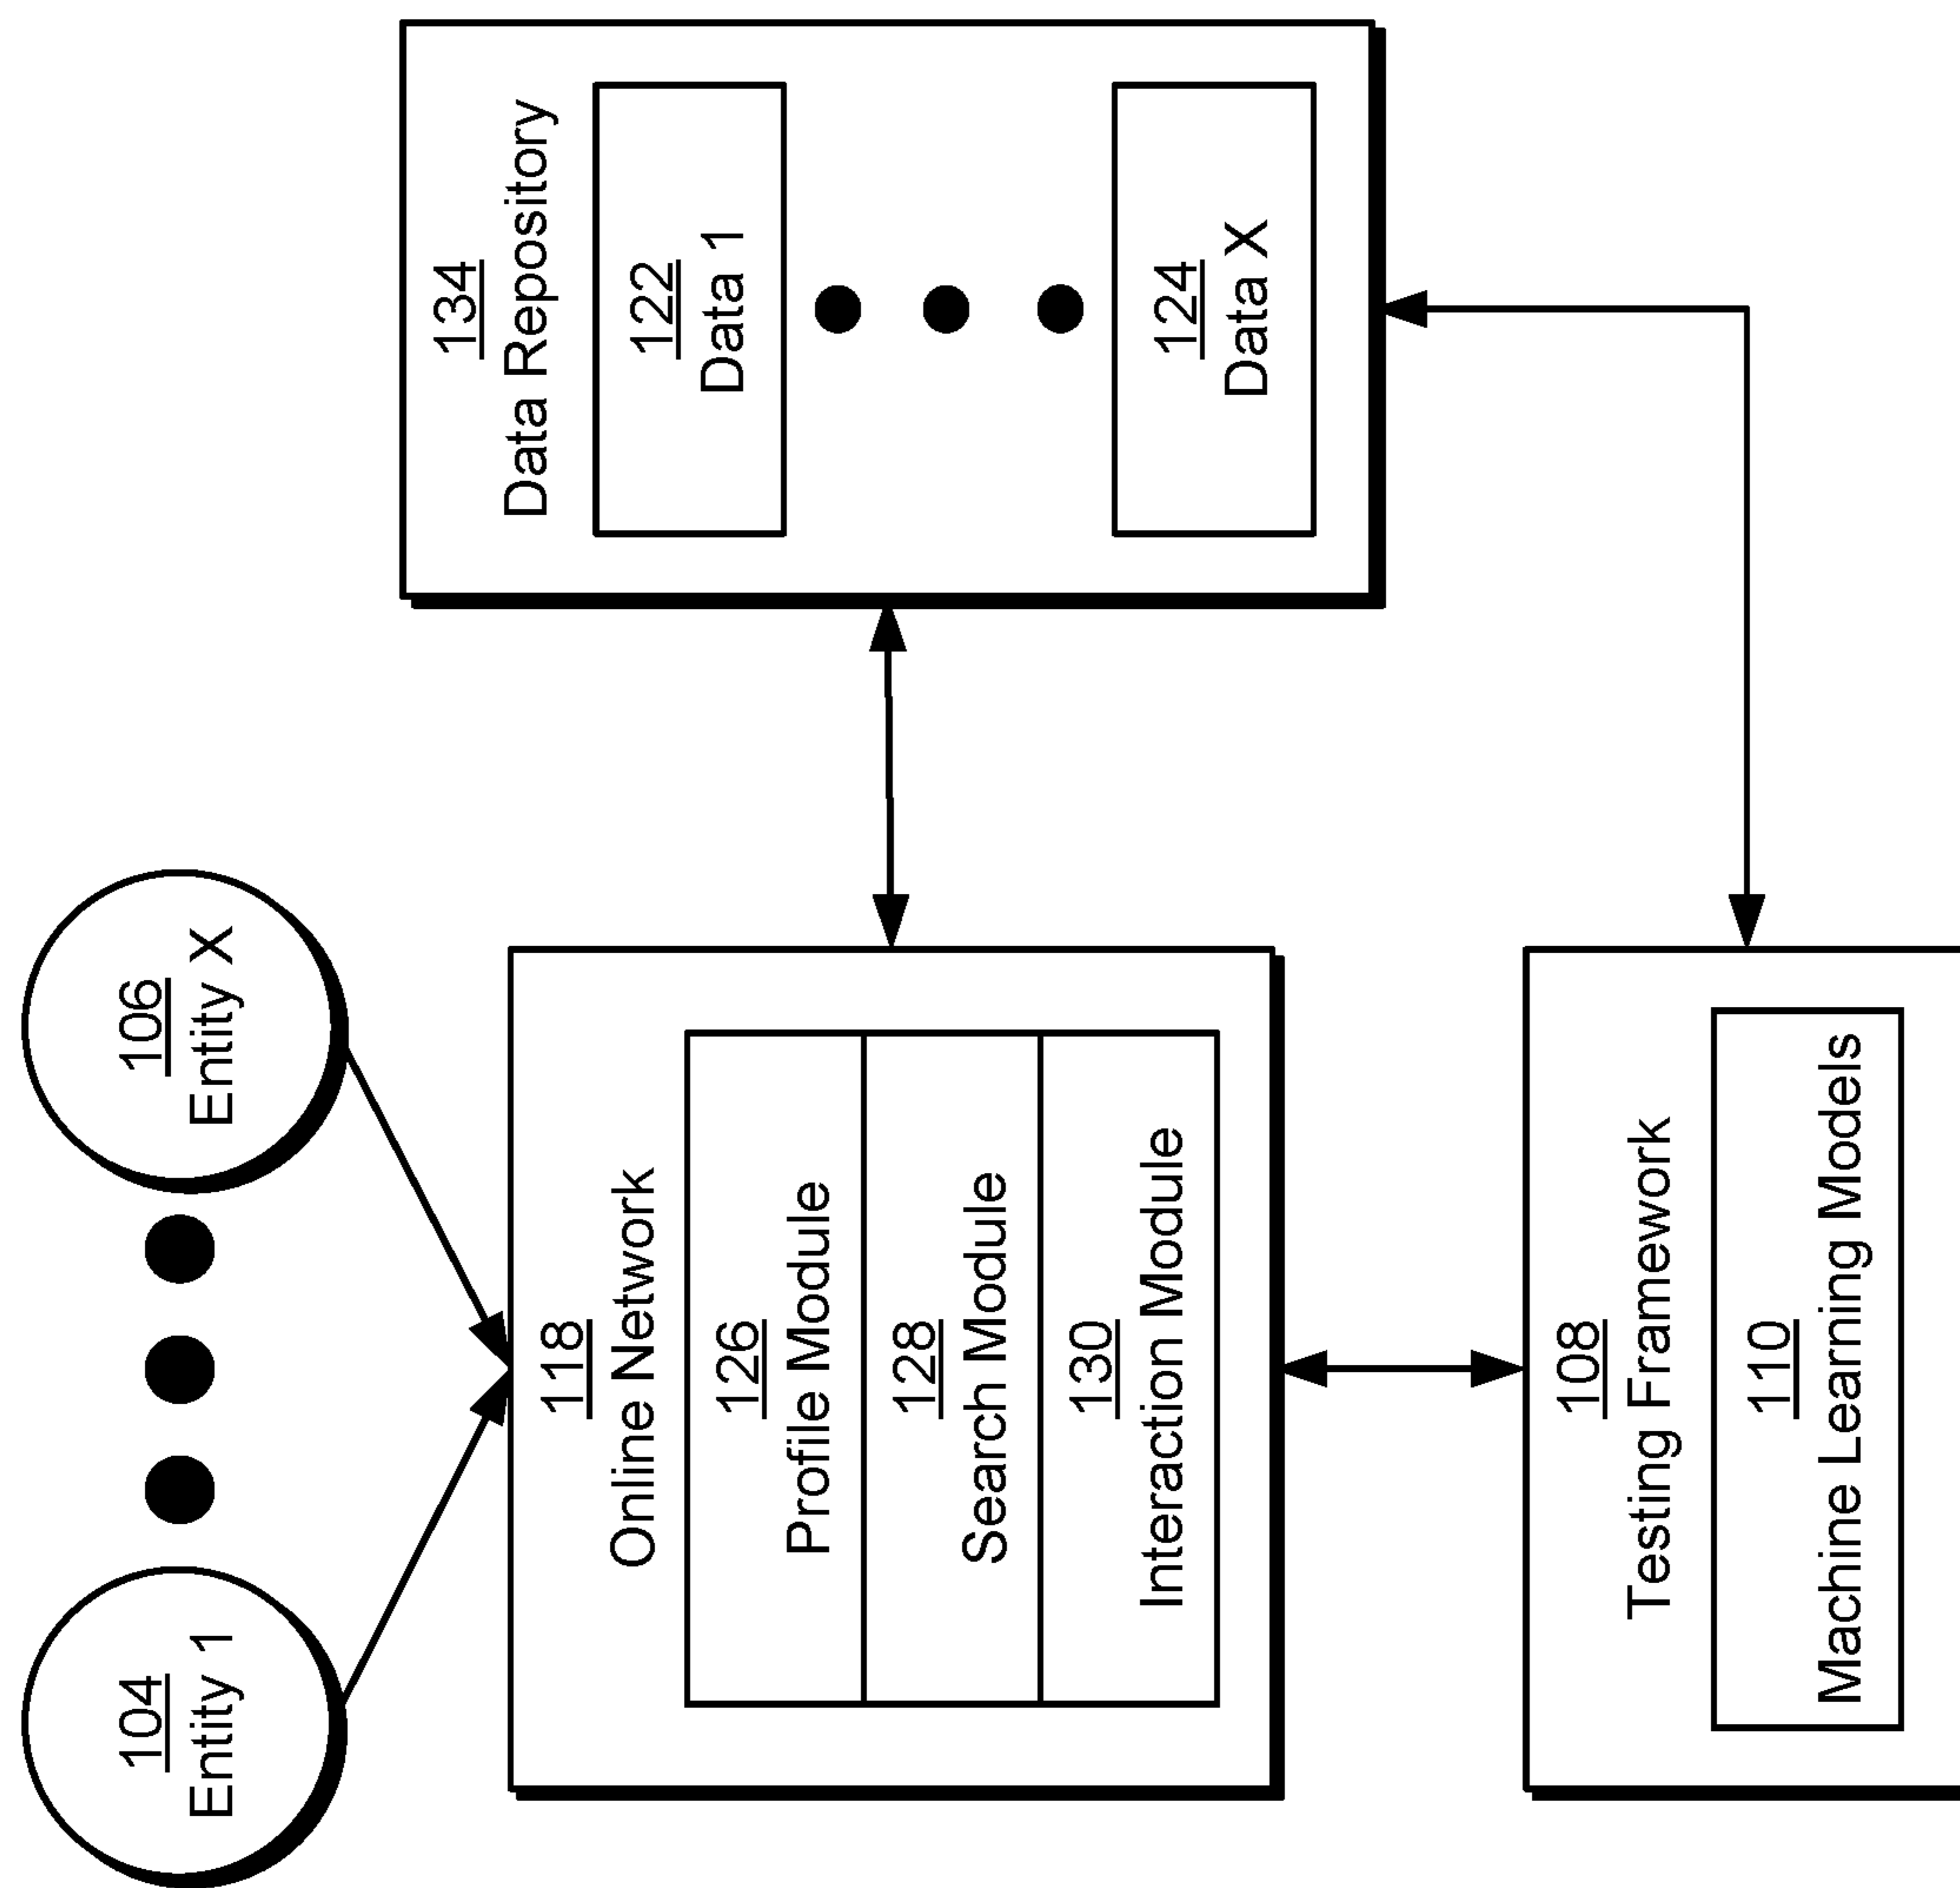 104
Entity 1
106
Entity x
118
Online Network
126
Profile Module
128
Search Module
130
Interaction Module
134
Data Repository
122
Data 1
124
Data x
108
Testing Framework
110
Machine Learning Models